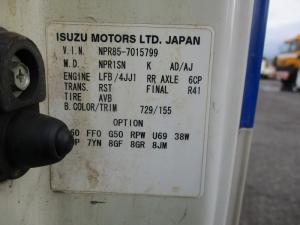 ISUZU MOTORS LTD. JAPAN
V.I.N. NPR85-7015799
M.D. NPR1SN K AD/AJ
ENGINE LFB/4JJ1 RR AXLE 6CP
TRANS. RST FINAL R41
TIRE AVB
B.COLOR/TRIM 729/155
OPTION
FF0 G50 RPW U69 38W
7YN 8GF 8GR 8JM